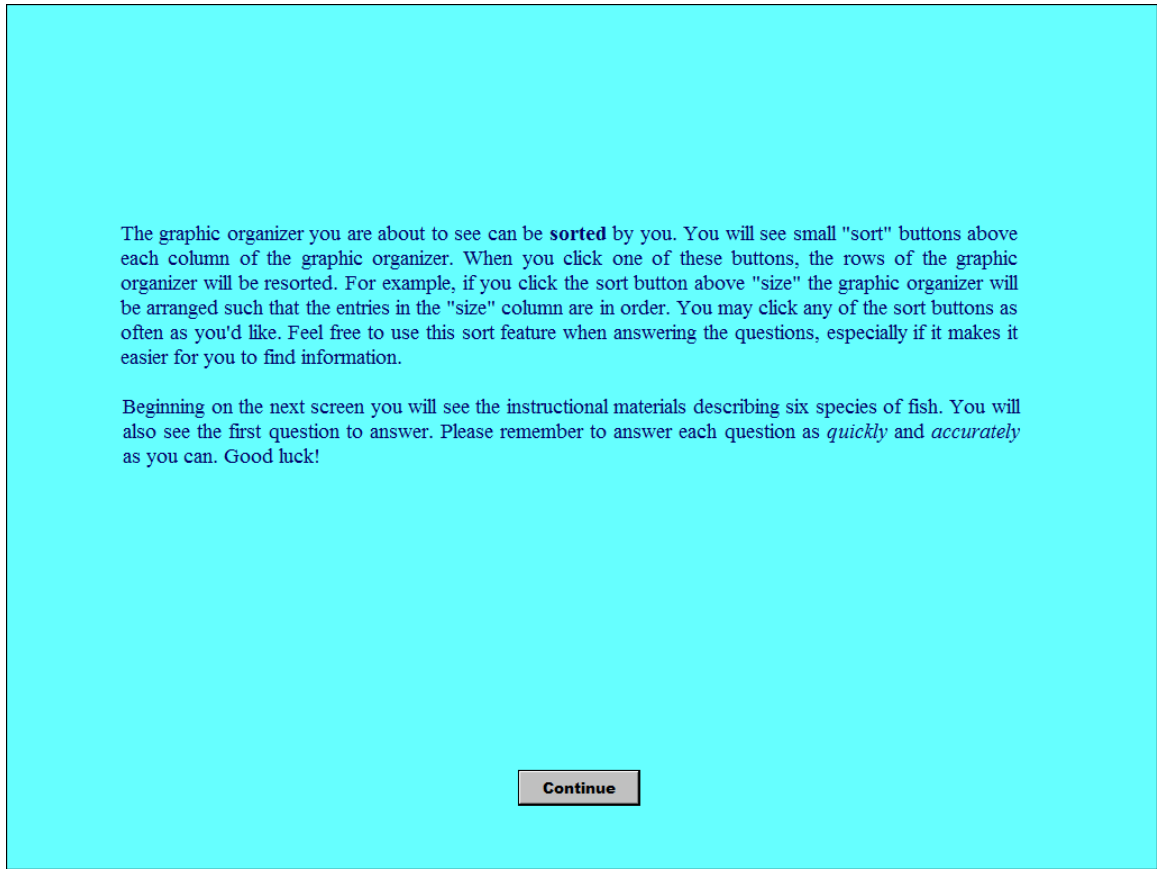 The graphic organizer you are about to see can be sorted by you. You will see small "sort" buttons above
each column of the graphic organizer. When you click one of these buttons, the rows of the graphic
organizer will be resorted. For example, if you click the sort button above "size" the graphic organizer will
be arranged such that the entries in the "size" column are in order. You may click any of the sort buttons as
often as you'd like. Feel free to use this sort feature when answering the questions, especially if it makes it
easier for you to find information.
Beginning on the next screen you will see the instructional materials describing six species of fish. You will
also see the first question to answer. Please remember to answer each question as quickly and accurately
as you can. Good luck!
Continue